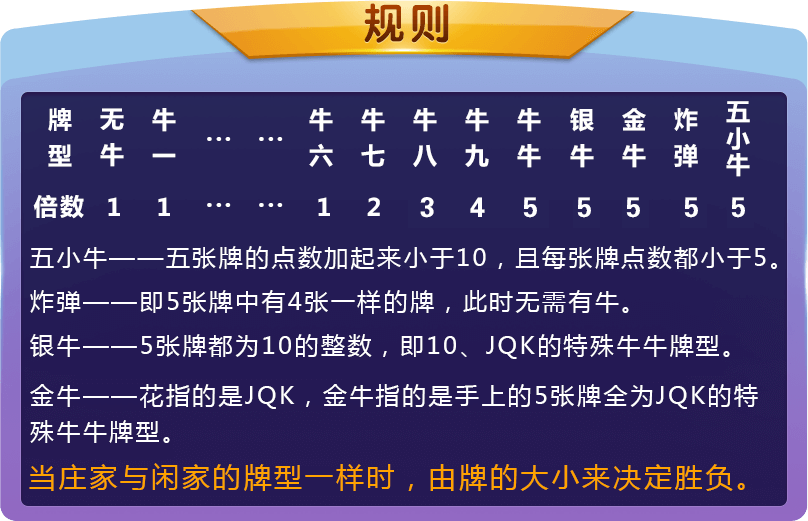 规则
牌型 无牛 牛一 ··· ··· 牛六 牛七 牛八 牛九 牛牛 银牛 金牛 炸弹 五小牛
倍数 1 1 ··· ··· 1 2 3 4 5 5 5 5 5
五小牛——五张牌的点数加起来小于10，且每张牌点数都小于5。
炸弹——即5张牌中有4张一样的牌，此时无需有牛。
银牛——5张牌都为10的整数，即10、JQK的特殊牛牛牌型。
金牛——花指的是JQK，金牛指的是手上的5张牌全为JQK的特
殊牛牛牌型。
当庄家与闲家的牌型一样时，由牌的大小来决定胜负。